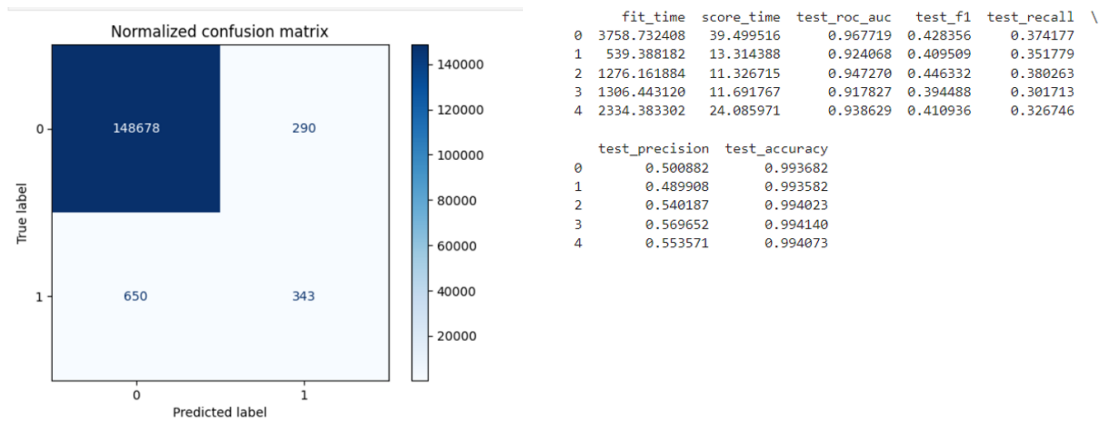 Normalized confusion matrix
140000
120000
100000
80000
60000
40000
20000
0
148678
290
True label
1
650
343
0
1
Predicted label
fit_time score_time test_roc_auc test_f1 test_recall \
0 3758.732408 39.499516 0.967719 0.428356 0.374177
1 539.388182 13.314388 0.924068 0.409509 0.351779
2 1276.161884 11.326715 0.947270 0.446332 0.380263
3 1306.443120 11.691767 0.917827 0.394488 0.301713
4 2334.383302 24.085971 0.938629 0.410936 0.326746
test_precision test_accuracy
0 0.500882 0.993682
1 0.489908 0.993582
2 0.540187 0.994023
3 0.569652 0.994140
4 0.553571 0.994073